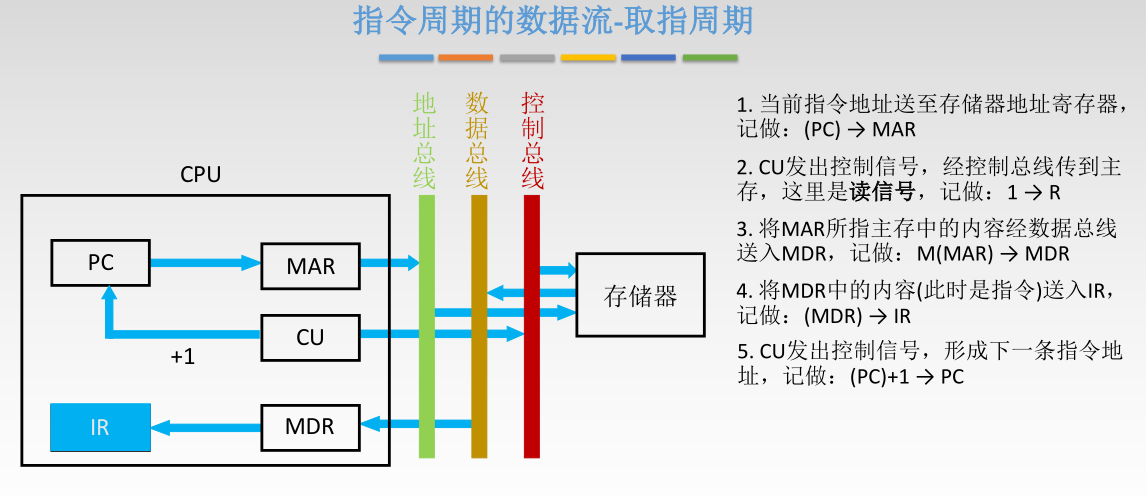 指令周期的数据流-取指周期
地址总线
数据总线
控制总线
CPU
PC
MAR
CU
+1
IR
MDR
存储器
1. 当前指令地址送至存储器地址寄存器，
记做：(PC) → MAR
2. CU发出控制信号，经控制总线传到主
存，这里是读信号，记做：1 → R
3. 将MAR所指主存中的内容经数据总线
送入MDR，记做：M(MAR) → MDR
4. 将MDR中的内容(此时是指令)送入IR，
记做：(MDR) → IR
5. CU发出控制信号，形成下一条指令地
址，记做：(PC)+1 → PC